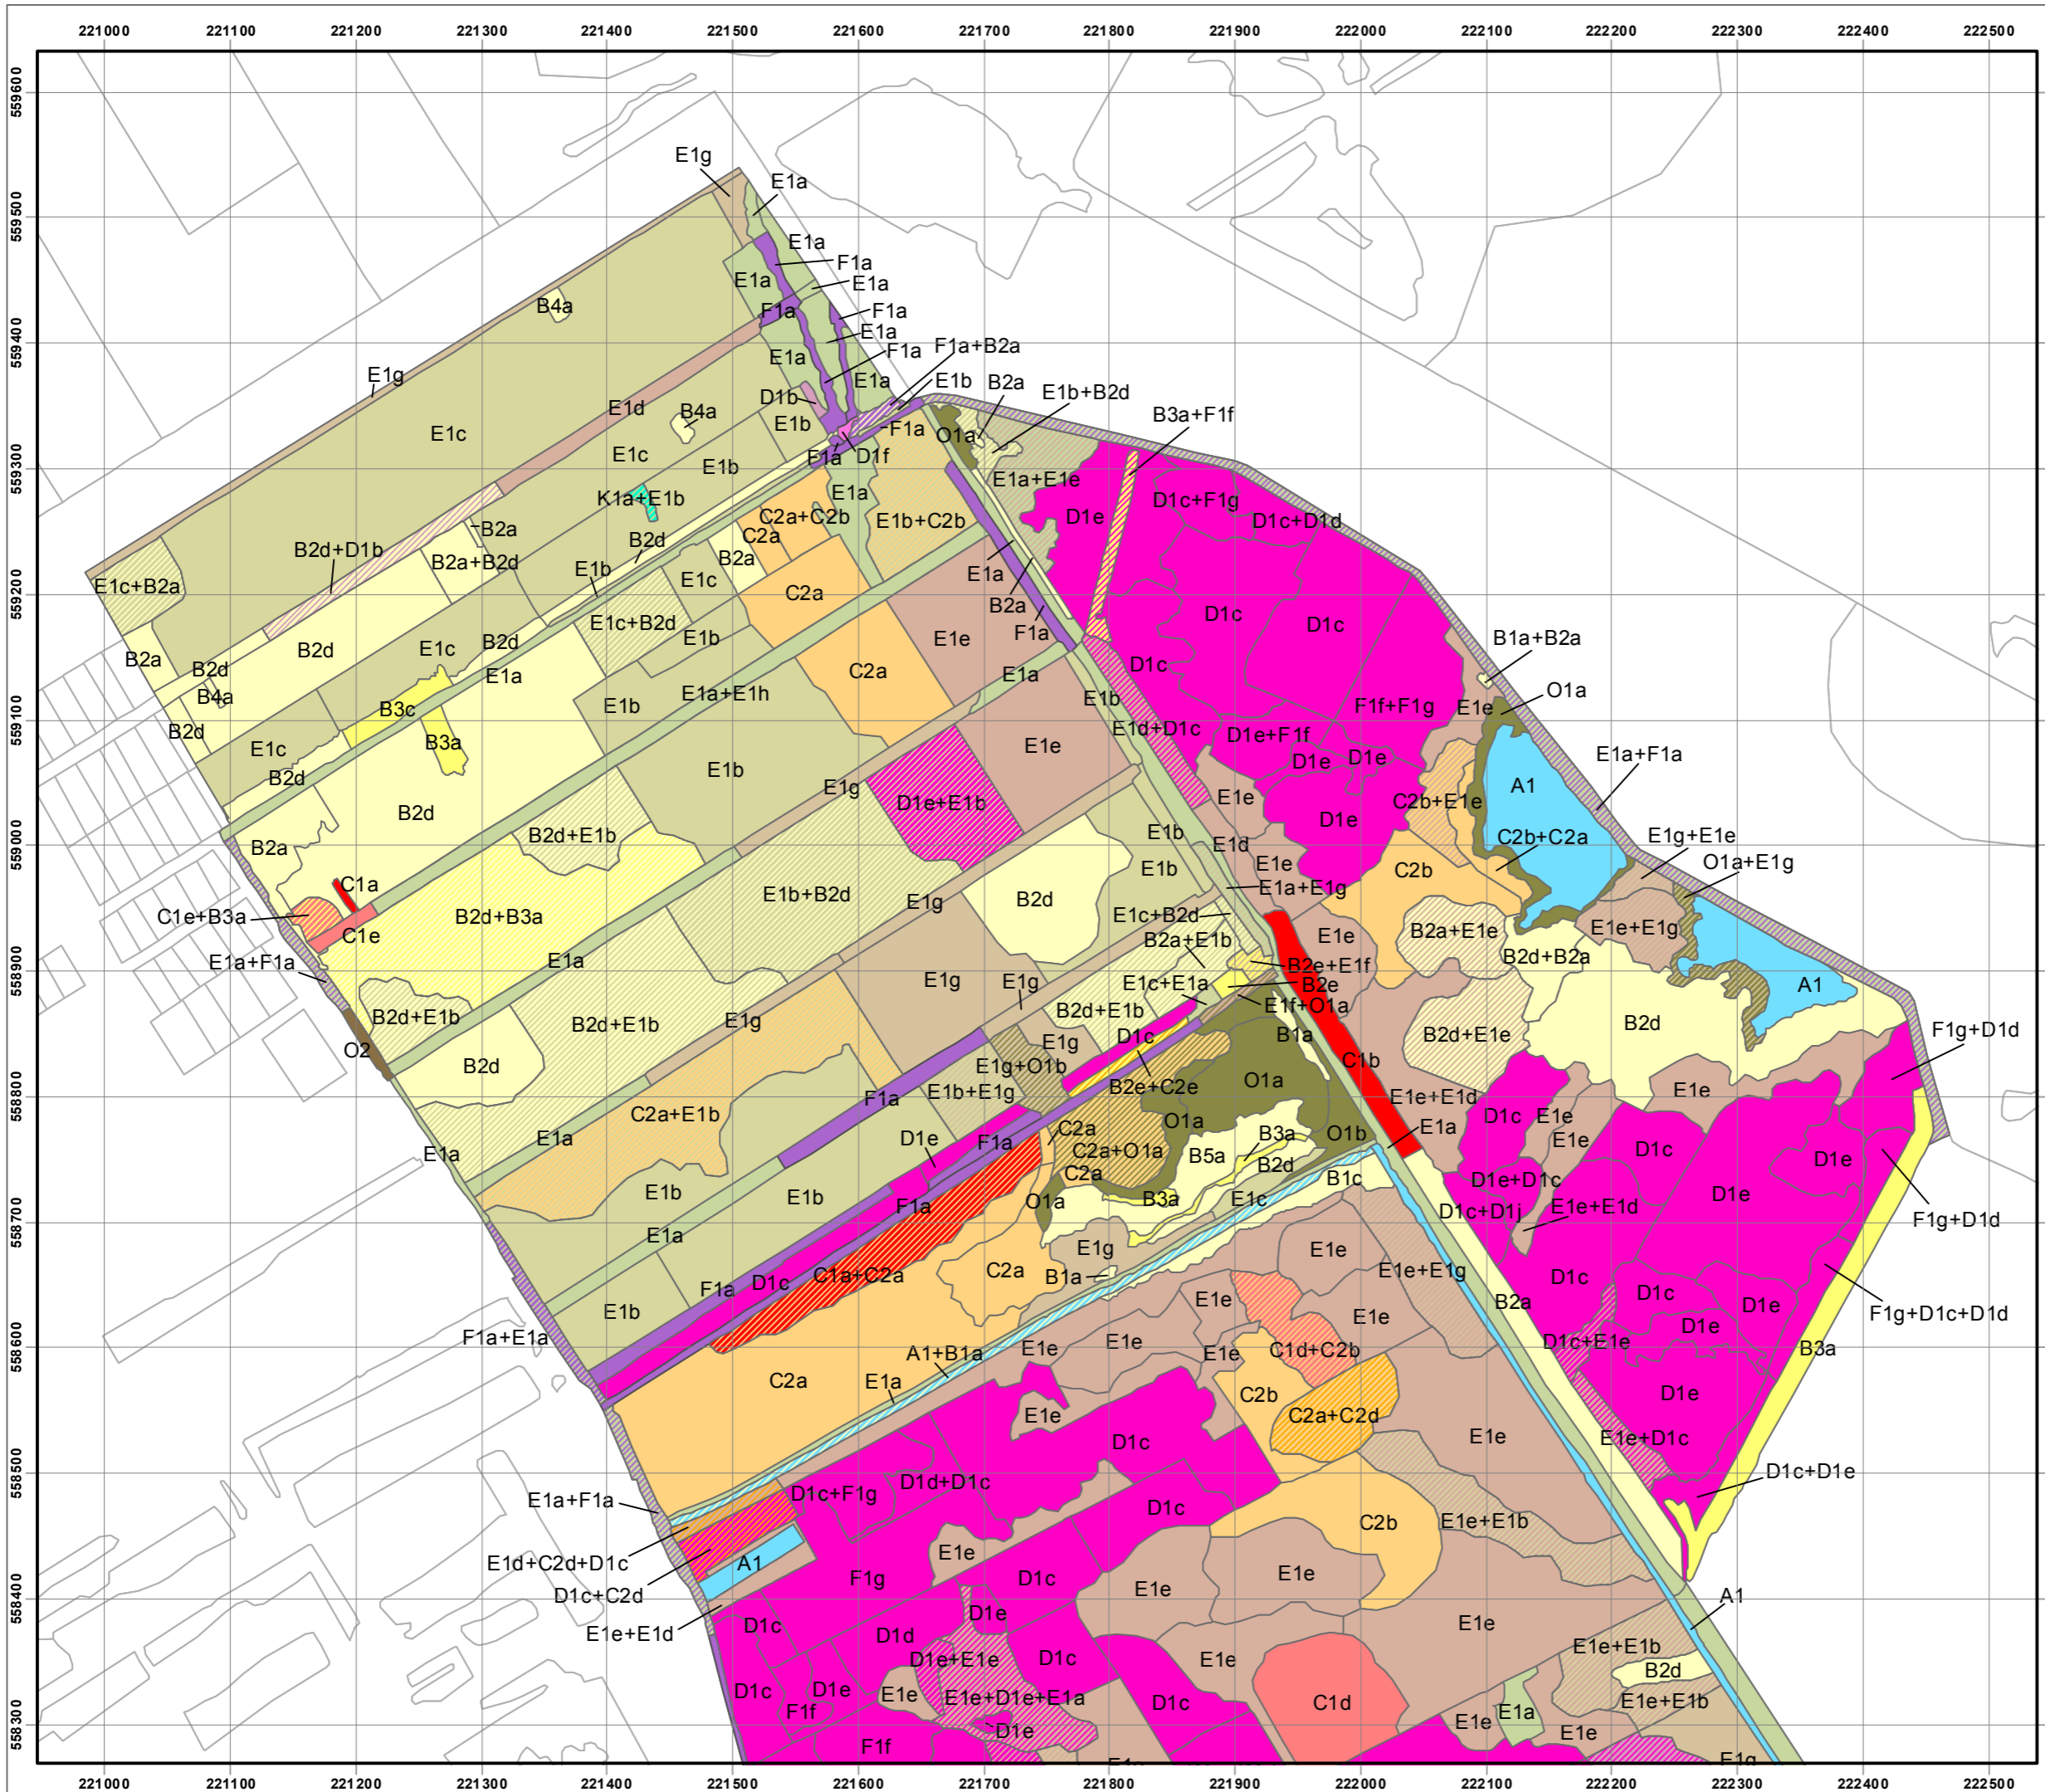 221000 221100 221200 221300 221400 221500 221600 221700 221800 221900 222000 222100 222200 222300 222400 222500
559600
559500
559400
559300
559200
559100
559000
558900
558800
558700
558600
558500
558400
558300
E1g
E1a
E1a
F1a
E1a
E1a
B4a
F1a
F1a
E1a
F1a
F1a+B2a
E1a
E1g
E1a
E1b
B2a
E1b+B2d
D1b
B3a+F1f
E1d
B4a
E1c
E1b
F1a
O1a
E1c
E1b
F1a
D1f
E1a+E1e
K1a+E1b
E1a
D1c+F1g
D1e
C2a+C2b
E1b+C2b
D1c+D1d
B2a
C2a
B2d+D1b
B2d
B2a
B2a+B2d
E1b
E1c
E1a
E1c+B2a
C2a
B2a
D1c
E1c+B2d
D1c
F1a
E1b
E1e
B1a+B2a
B2d
E1c
B2d
B2a
B2d
D1c
E1a
C2a
E1a
E1a+E1h
B4a
O1a
E1b
E1b
F1f+F1g
E1e
B3c
B2d
E1d+D1c
D1e+F1f
B3a
E1e
E1c
E1a+F1a
D1e
D1e
E1b
B2d
E1g
A1
E1e
D1e+E1b
C2b+E1e
B2d
D1e
B2d+E1b
E1b
E1d
C2b+C2a
E1g+E1e
B2a
E1e
O1a+E1g
E1b
C2b
C1a
E1b+B2d
E1a+E1g
B2d
E1g
C1e+B3a
B2d+B3a
E1c+B2d
B2a+E1e
E1e+E1g
C1e
E1e
B2a+E1b
B2d+B2a
E1a+F1a
E1a
B2e+E1f
E1g
E1g
E1c+E1a
B2e
A1
E1f+O1a
B2d+E1b
B2d+E1b
B2d+E1b
E1g
B2d
B2d+E1e
D1c
B1a
F1g+D1d
E1g
O2
C1b
B2d
E1g+O1b
O1a
B2e+C2e
E1b+E1g
F1a
E1e+E1d
E1e
C2a+E1b
D1c
E1e
O1a
C2a
E1a
B3a
O1b
E1e
D1c
E1a
D1e
F1a
C2a+O1a
B5a
D1e
E1a
B2d
C2a
B1c
D1e+D1c
E1b
E1b
D1e
O1a
B3a
E1c
F1a
E1e+E1d
D1c+D1j
F1g+D1d
E1a
E1g
E1e
C2a
E1e+E1g
C1a+C2a
B1a
D1c
D1c
F1a
E1e
B2a
D1c
D1e
E1b
E1e
F1g+D1c+D1d
F1a+E1a
D1e
E1e
E1e
D1c+E1e
E1e
C1d+C2b
B3a
A1+B1a
C2a
E1a
C2b
D1e
E1e
C2a+C2d
E1e
D1c
E1e+D1c
D1c+D1e
D1d+D1c
D1c+F1g
E1a+F1a
D1c
C2b
E1e+E1b
E1e
E1d+C2d+D1c
A1
F1g
D1c
E1e
E1e
D1c+C2d
A1
D1e
D1c
E1e
E1e+E1d
D1d
E1e+E1b
D1e+E1e
D1c
E1e
B2d
D1c
D1e
E1e
E1e+D1e+E1a
D1c
C1d
E1e+E1b
F1f
E1a
D1e
E1e
E1e
F1f
E1g
221000 221100 221200 221300 221400 221500 221600 221700 221800 221900 222000 222100 222200 222300 222400 222500